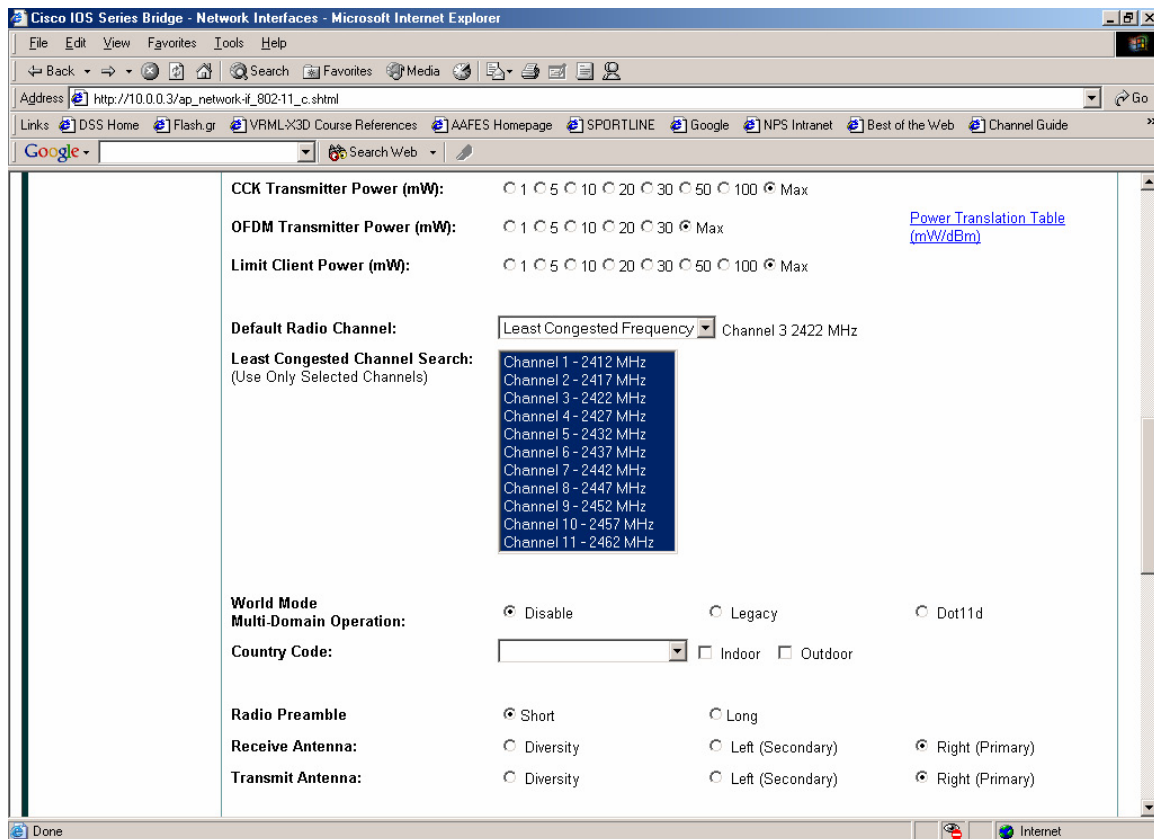 Cisco IOS Series Bridge - Network Interfaces - Microsoft Internet Explorer
File Edit View Favorites Tools Help
Back Search Favorites Media
Address http://10.0.0.3/ap_network-if_802-11_c.shtml Go
Links DSS Home Flash.gr VRML-X3D Course References AAFES Homepage SPORTLINE Google NPS Intranet Best of the Web Channel Guide »
Google Search Web
CCK Transmitter Power (mW): 1 5 10 20 30 50 100 Max
OFDM Transmitter Power (mW): 1 5 10 20 30 Max
Power Translation Table
(mW/dBm)
Limit Client Power (mW): 1 5 10 20 30 50 100 Max
Default Radio Channel: Least Congested Frequency Channel 3 2422 MHz
Least Congested Channel Search:
(Use Only Selected Channels)
Channel 1 - 2412 MHz
Channel 2 - 2417 MHz
Channel 3 - 2422 MHz
Channel 4 - 2427 MHz
Channel 5 - 2432 MHz
Channel 6 - 2437 MHz
Channel 7 - 2442 MHz
Channel 8 - 2447 MHz
Channel 9 - 2452 MHz
Channel 10 - 2457 MHz
Channel 11 - 2462 MHz
World Mode
Multi-Domain Operation: Disable Legacy Dot11d
Country Code: Indoor Outdoor
Radio Preamble Short Long
Receive Antenna: Diversity Left (Secondary) Right (Primary)
Transmit Antenna: Diversity Left (Secondary) Right (Primary)
Done Internet